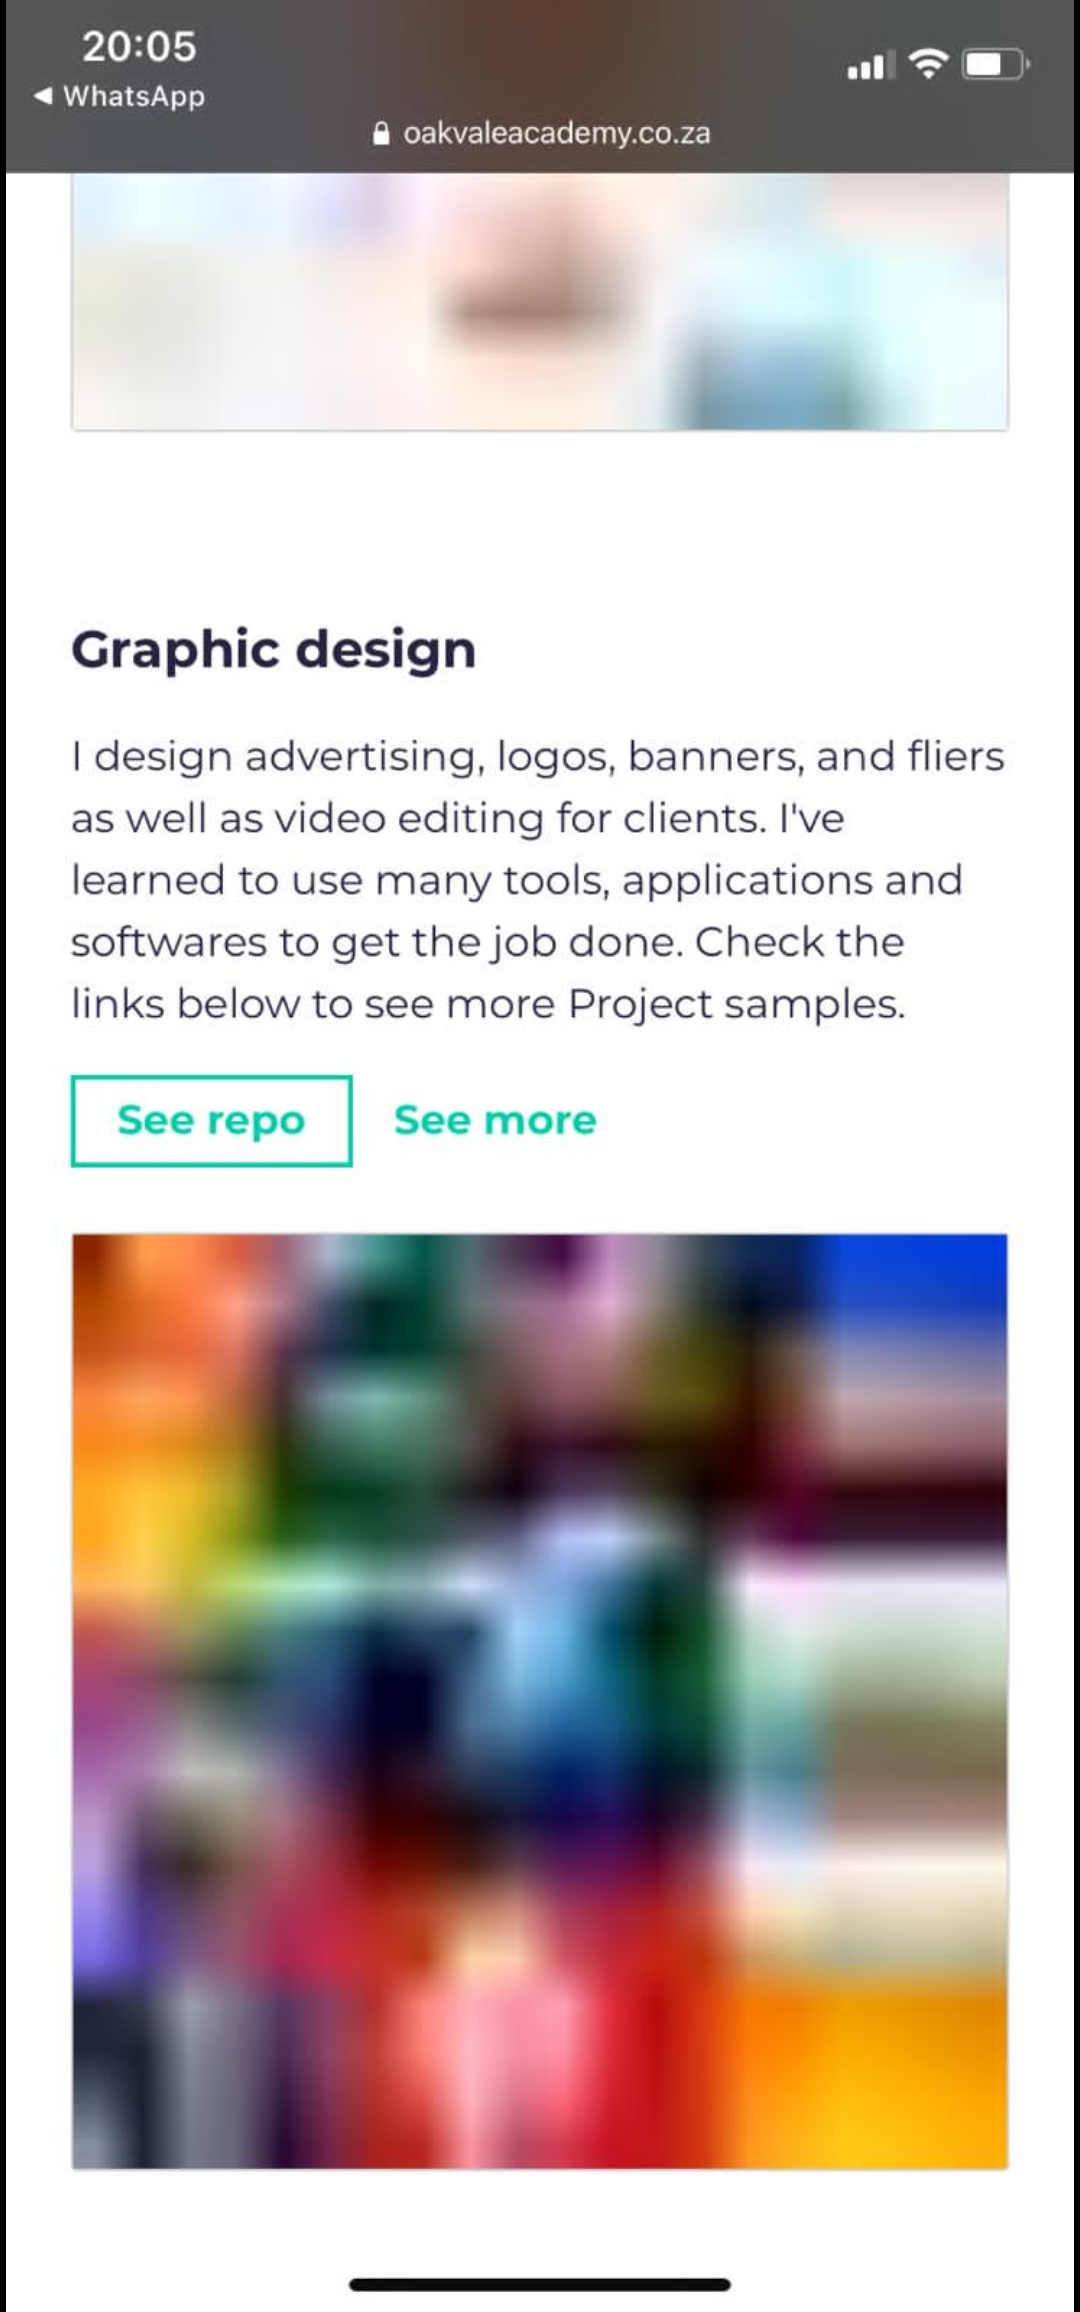 20:05
◀ WhatsApp
oakvaleacademy.co.za
Graphic design
I design advertising, logos, banners, and fliers
as well as video editing for clients. I've
learned to use many tools, applications and
softwares to get the job done. Check the
links below to see more Project samples.
See repo See more